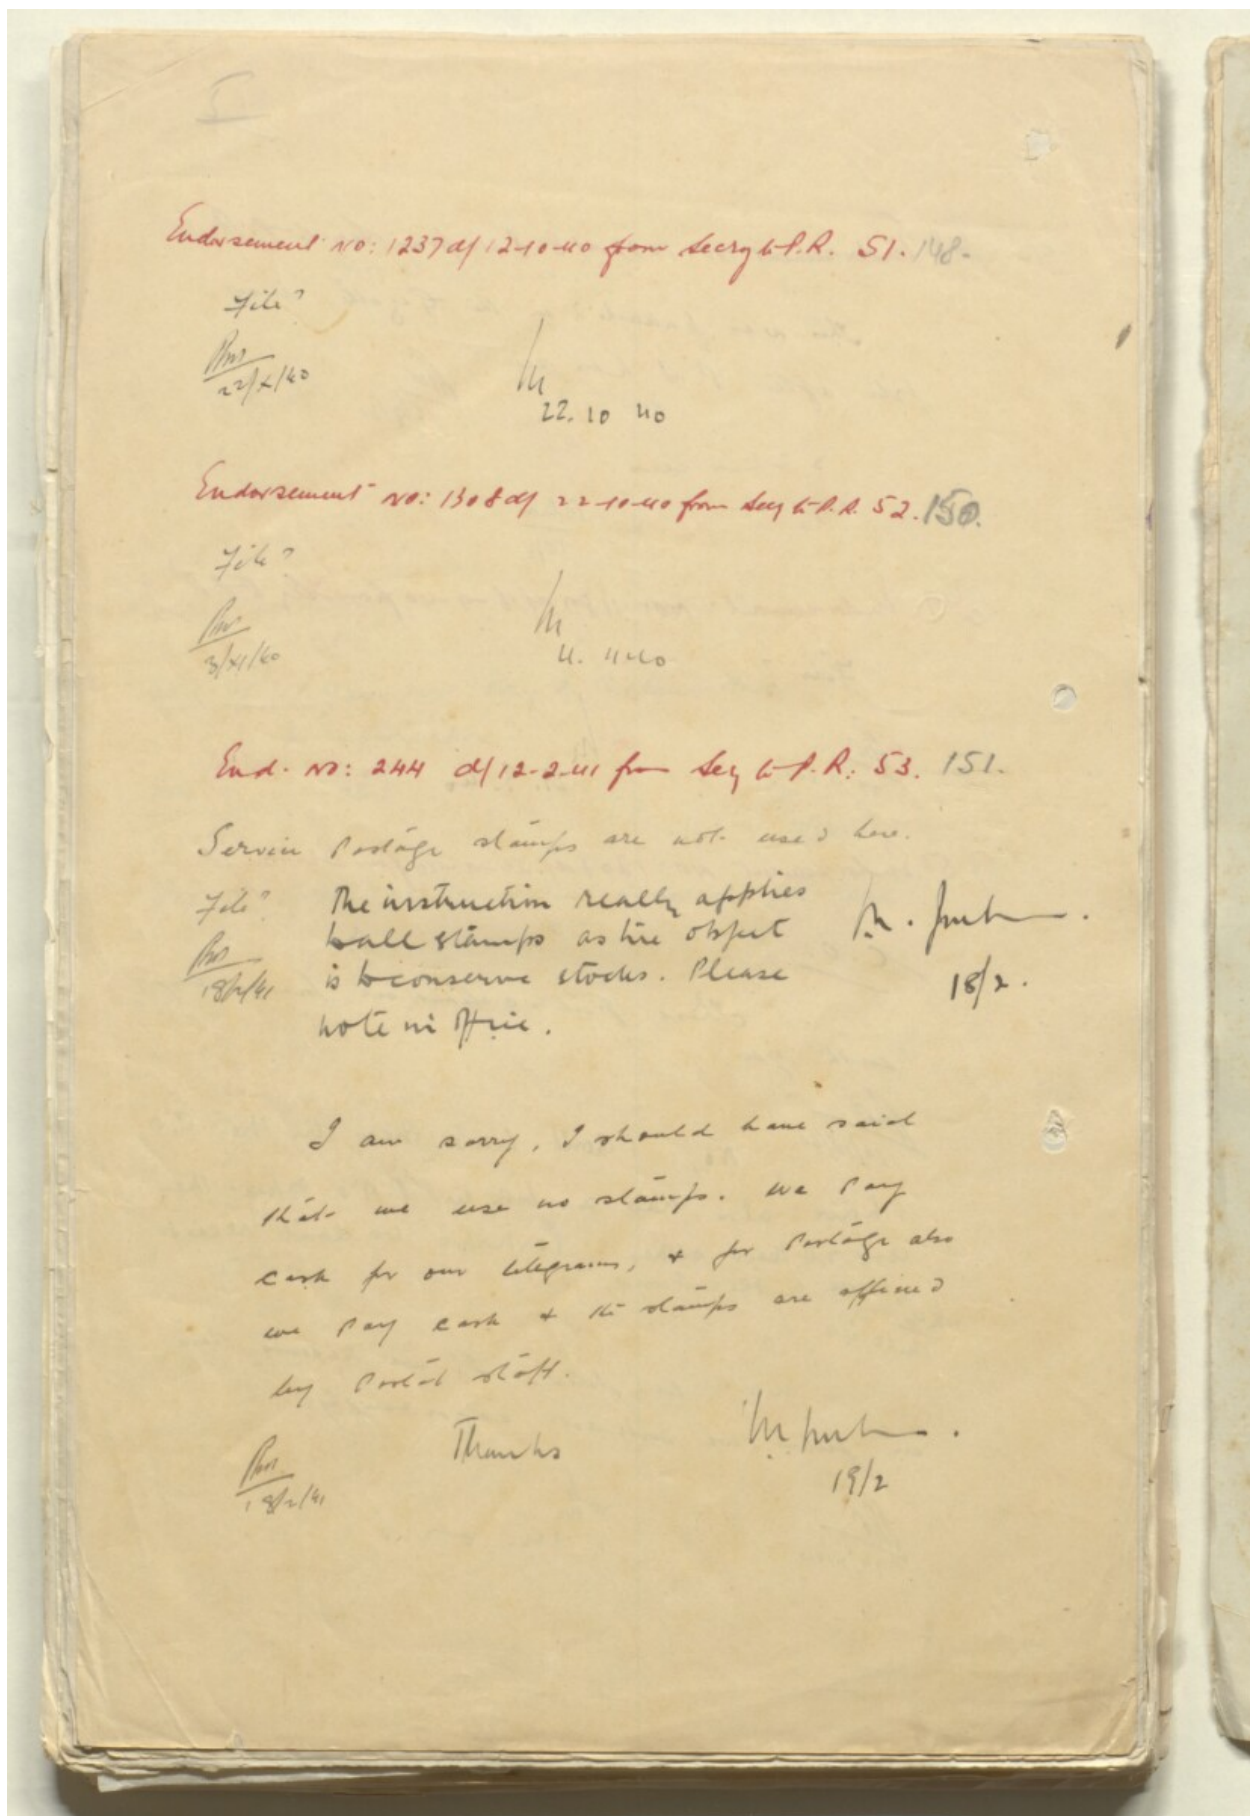 Endorsement No: 1237 d/ 12-10-40 from Secry to P.R. 51. 148.
File?
22/X/40
22. 10 40
Endorsement No: 1308 d/ 22-10-40 from Secy to P.R. 52. 150.
File?
3/XI/40
4. 11 40
End. No: 244 d/ 12-2-41 from Secy to P.R: 53. 151.
Service Postage stamps are not used here.
File?
18/2/41
The instruction really applies
to all stamps as the object
is to conserve stocks. Please
note in office.
18/2.
I am sorry, I should have said
that we use no stamps. We pay
cash for our telegrams, & for Postage also
we pay cash & the stamps are affixed
by Postal staff.
Thanks
18/2/41
19/2